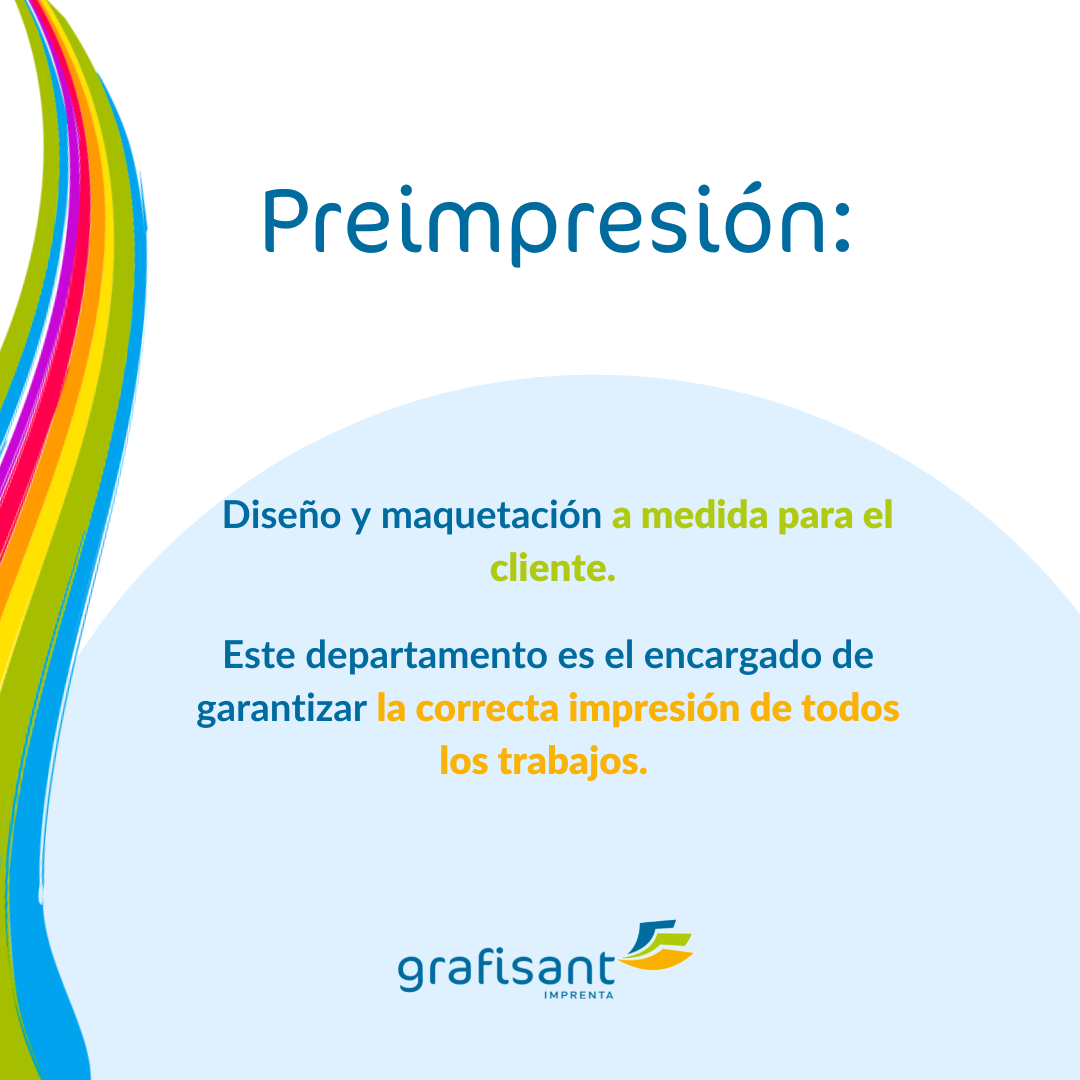 Preimpresión:
Diseño y maquetación a medida para el
cliente.
Este departamento es el encargado de
garantizar la correcta impresión de todos
los trabajos.
grafisant
IMPRENTA